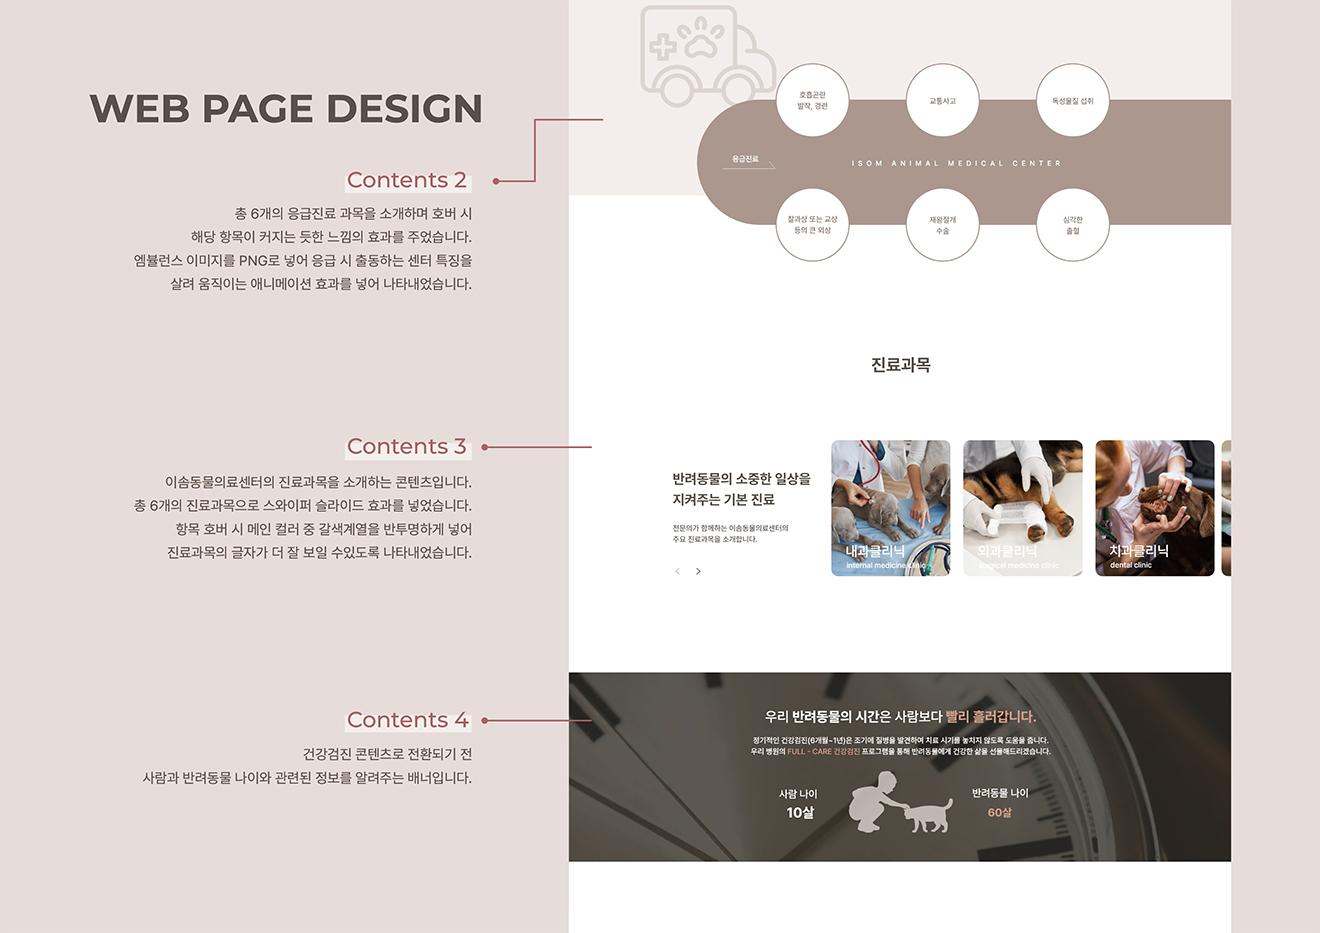 WEB PAGE DESIGN
Contents 2
총 6개의 응급진료 과목을 소개하며 호버 시
해당 항목이 커지는 듯한 느낌의 효과를 주었습니다.
엠뷸런스 이미지를 PNG로 넣어 응급 시 출동하는 센터 특징을
살려 움직이는 애니메이션 효과를 넣어 나타내었습니다.
호흡곤란
발작, 경련
교통사고
독성물질 섭취
응급진료
ISOM ANIMAL MEDICAL CENTER
찰과상 또는 교상
등의 큰 외상
재왕절개
수술
심각한
출혈
진료과목
Contents 3
이솜동물의료센터의 진료과목을 소개하는 콘텐츠입니다.
총 6개의 진료과목으로 스와이퍼 슬라이드 효과를 넣었습니다.
항목 호버 시 메인 컬러 중 갈색계열을 반투명하게 넣어
진료과목의 글자가 더 잘 보일 수있도록 나타내었습니다.
반려동물의 소중한 일상을
지켜주는 기본 진료
전문의가 함께하는 이솜동물의료센터의
주요 진료과목을 소개합니다.
내과클리닉
internal medicine clinic
외과클리닉
surgical medicine clinic
치과클리닉
dental clinic
Contents 4
건강검진 콘텐츠로 전환되기 전
사람과 반려동물 나이와 관련된 정보를 알려주는 배너입니다.
우리 반려동물의 시간은 사람보다 빨리 흘러갑니다.
정기적인 건강검진(6개월~1년)은 조기에 질병을 발견하여 치료 시기를 놓치지 않도록 도움을 줍니다.
우리 병원의 FULL - CARE 건강검진 프로그램을 통해 반려동물에게 건강한 삶을 선물해드리겠습니다.
사람 나이
10살
반려동물 나이
60살